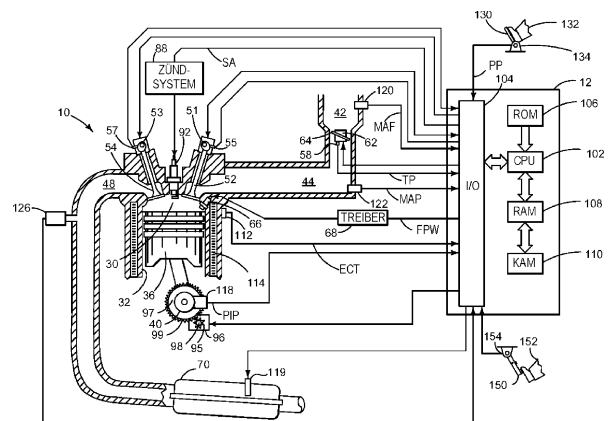 130
132
134
PP
88
SA
ZÜND-
SYSTEM
104
12
ROM
106
CPU
102
I/O
RAM
108
KAM
110
10
53
92
51
57
55
54
48
52
42
120
MAF
64
62
58
44
TP
122
MAP
66
112
TREIBER
68
FPW
126
30
32
36
114
ECT
118
97
40
PIP
99
98
95
96
154
152
150
70
119